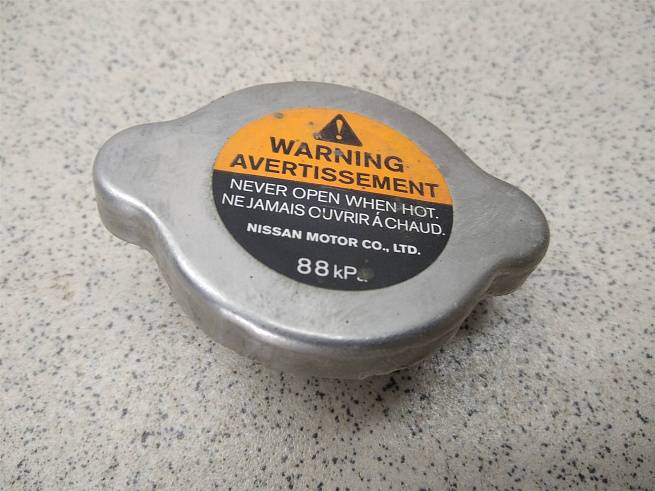 WARNING
AVERTISSEMENT
NEVER OPEN WHEN HOT.
NE JAMAIS OUVRIR Á CHAUD.
NISSAN MOTOR CO., LTD.
88 kPa